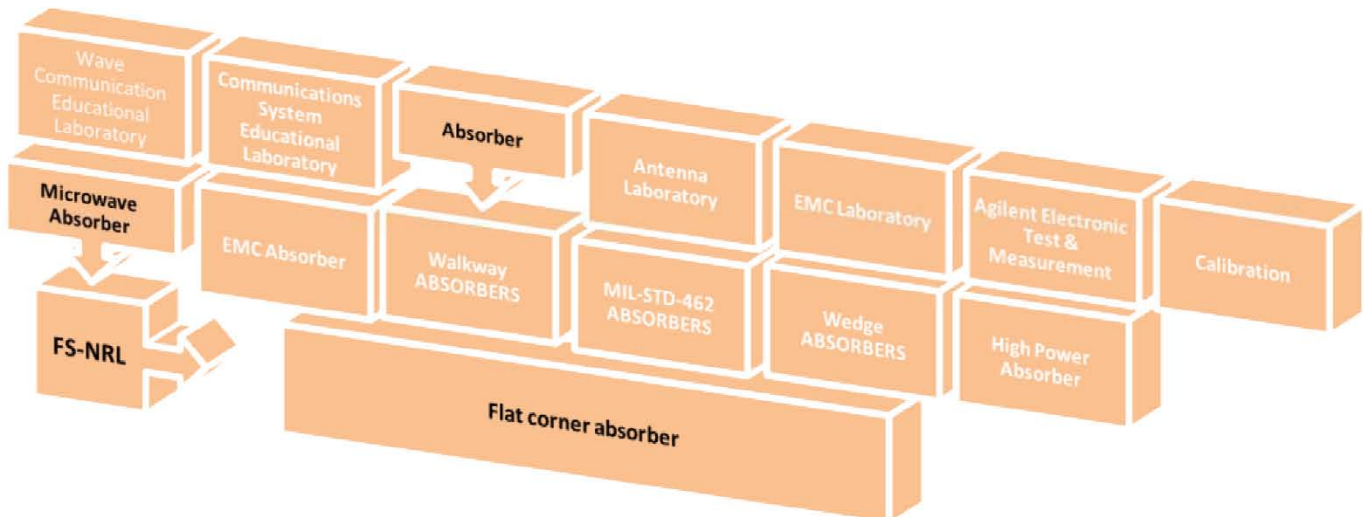 Wave
Communication
Educational
Laboratory
Communications
System
Educational
Laboratory
Absorber
Antenna
Laboratory
EMC Laboratory
Agilent Electronic
Test &
Measurement
Calibration
Microwave
Absorber
EMC Absorber
Walkway
ABSORBERS
MIL-STD-462
ABSORBERS
Wedge
ABSORBERS
High Power
Absorber
FS-NRL
Flat corner absorber